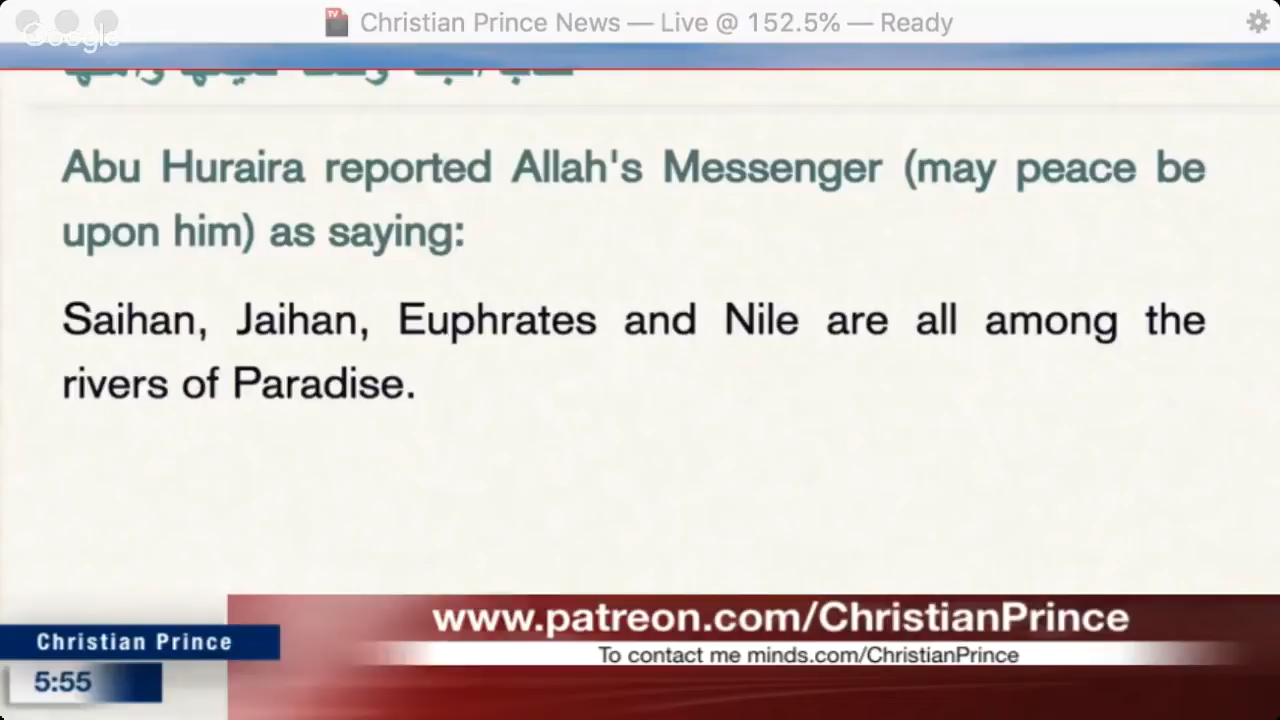 Christian Prince News — Live @ 152.5% — Ready
Google
Abu Huraira reported Allah's Messenger (may peace be
upon him) as saying:
Saihan, Jaihan, Euphrates and Nile are all among the
rivers of Paradise.
www.patreon.com/ChristianPrince
Christian Prince
To contact me minds.com/ChristianPrince
5:55